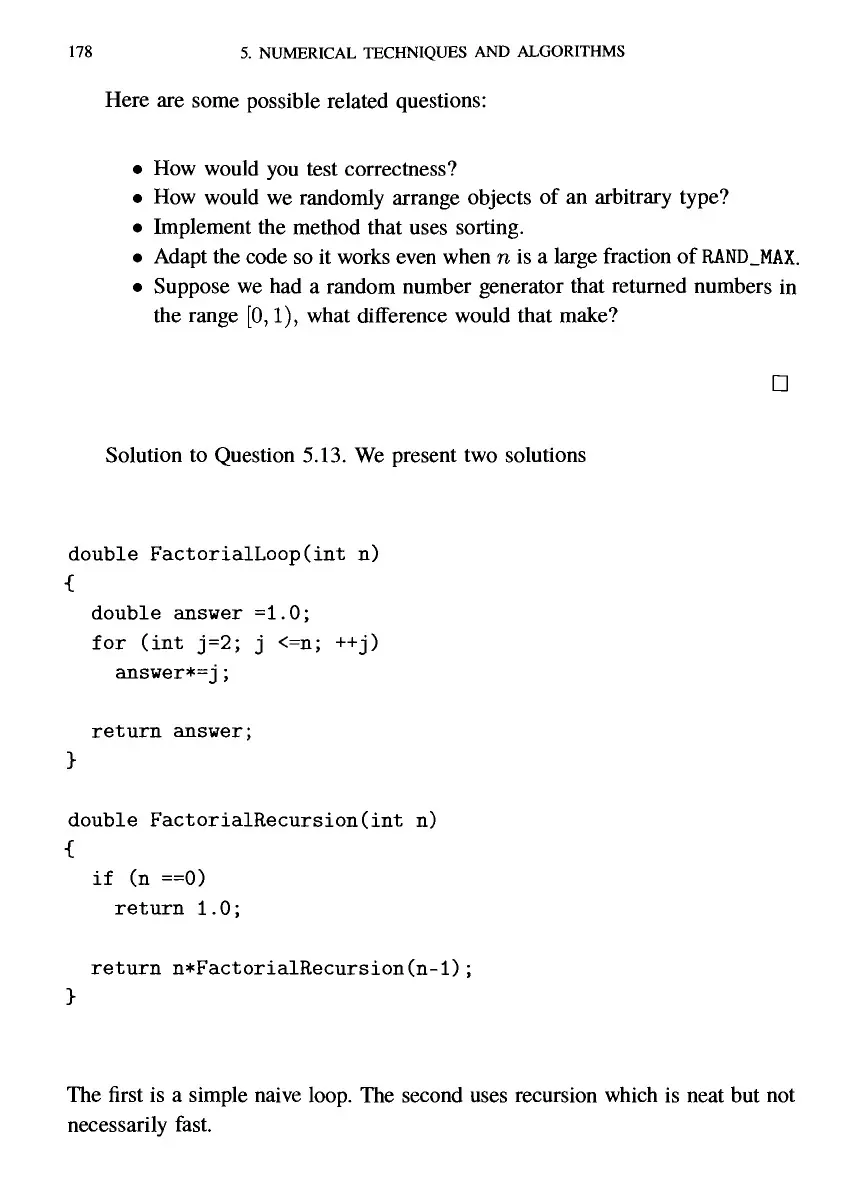 178 5. NUMERICAL TECHNIQUES AND ALGORITHMS
Here are some possible related questions:
• How would you test correctness?
• How would we randomly arrange objects of an arbitrary type?
• Implement the method that uses sorting.
• Adapt the code so it works even when n is a large fraction of RAND_MAX.
• Suppose we had a random number generator that returned numbers in
the range [0, 1), what difference would that make?
□
Solution to Question 5.13. We present two solutions
double FactorialLoop(int n)
{
double answer =1.0;
for (int j=2; j <=n; ++j)
answer*=j;
return answer;
}
double FactorialRecursion(int n)
{
if (n ==0)
return 1.0;
return n*FactorialRecursion(n-1);
}
The first is a simple naive loop. The second uses recursion which is neat but not
necessarily fast.